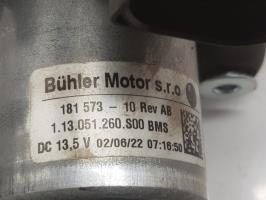 Bühler Motor s.r.o
181 573 - 10 Rev AB
1.13.051.260.S00 BMS
DC 13,5 V 02/06/22 07:16:50